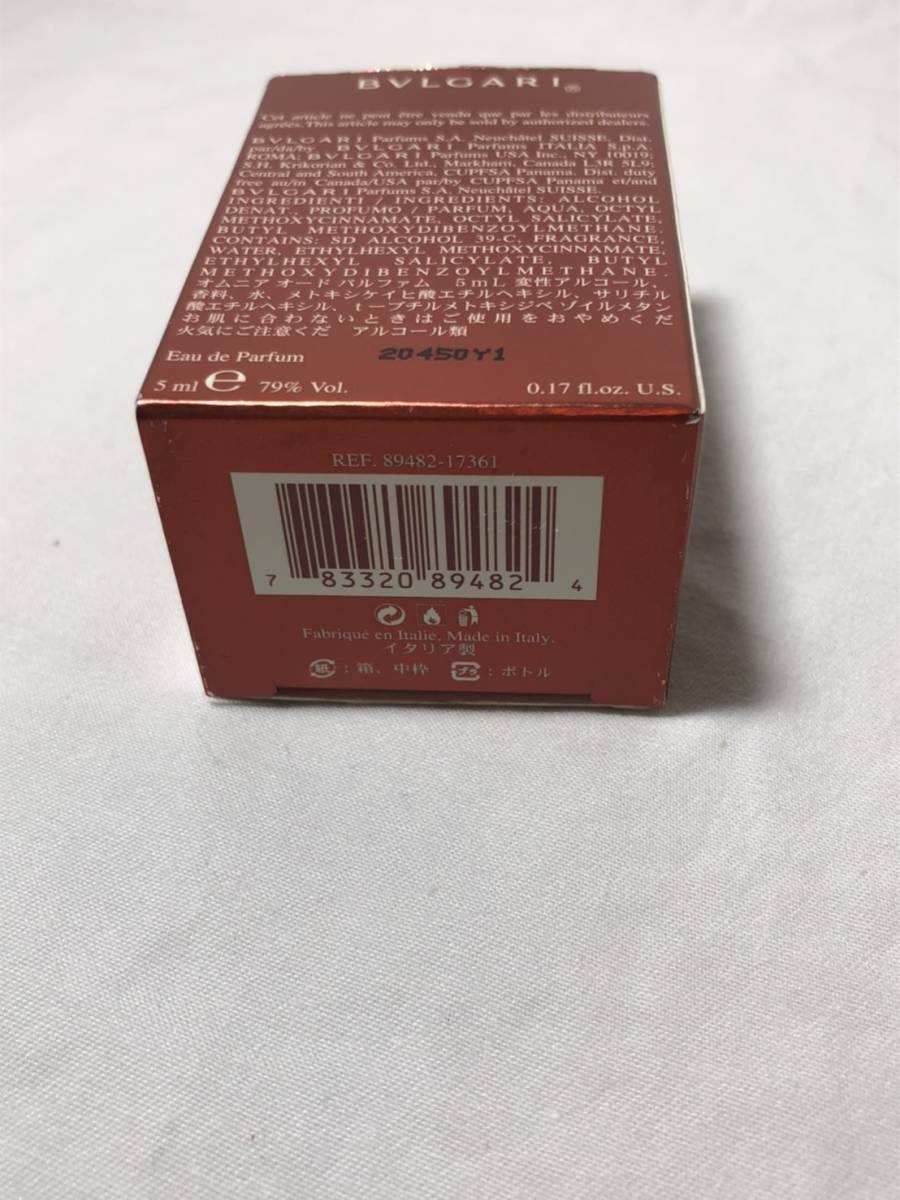 BVLGARI®
Cet article ne peut être vendu que par les distributeurs
agréés. This article may only be sold by authorized dealers.
BVLGARI Parfums S.A. Neuchâtel SUISSE, Dist.
par/da/by BVLGARI Parfums ITALIA S.p.A.
ROMA; BVLGARI Parfums USA Inc., NY 10019;
S.H. Krikorian & Co. Ltd., Markham, Canada L3R 5L9;
Central and South America, CUPFSA Panama. Dist. duty
free au/in Canada/USA par/by CUPFSA Panama et/and
BVLGARI Parfums S.A. Neuchâtel SUISSE.
INGREDIENTI / INGREDIENTS: ALCOHOL
DENAT., PROFUMO / PARFUM, AQUA, OCTYL
METHOXYCINNAMATE, OCTYL SALICYLATE,
BUTYL METHOXYDIBENZOYLMETHANE.
CONTAINS: SD ALCOHOL 39-C, FRAGRANCE,
WATER, ETHYLHEXYL METHOXYCINNAMATE,
ETHYLHEXYL SALICYLATE, BUTYL
METHOXYDIBENZOYLMETHANE.
オムニア オード パルファム 5mL 変性アルコール、
香料、水、メトキシケイヒ酸エチルヘキシル、サリチル
酸エチルヘキシル、t－ブチルメトキシジベンゾイルメタン
お肌に合わないときはご使用をおやめくだ
火気にご注意くだ アルコール類
Eau de Parfum 20450Y1
5 ml e 79% Vol. 0.17 fl.oz. U.S.
REF. 89482-17361
7 83320 89482 4
Fabriqué en Italie. Made in Italy.
イタリア製
紙:箱、中枠 プラ:ボトル